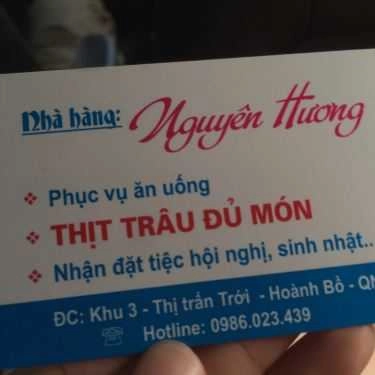 Nhà hàng: Nguyên Hương
Phục vụ ăn uống
THỊT TRÂU ĐỦ MÓN
Nhận đặt tiệc hội nghị, sinh nhật..
ĐC: Khu 3 - Thị trấn Trới - Hoành Bồ - QN
Hotline: 0986.023.439